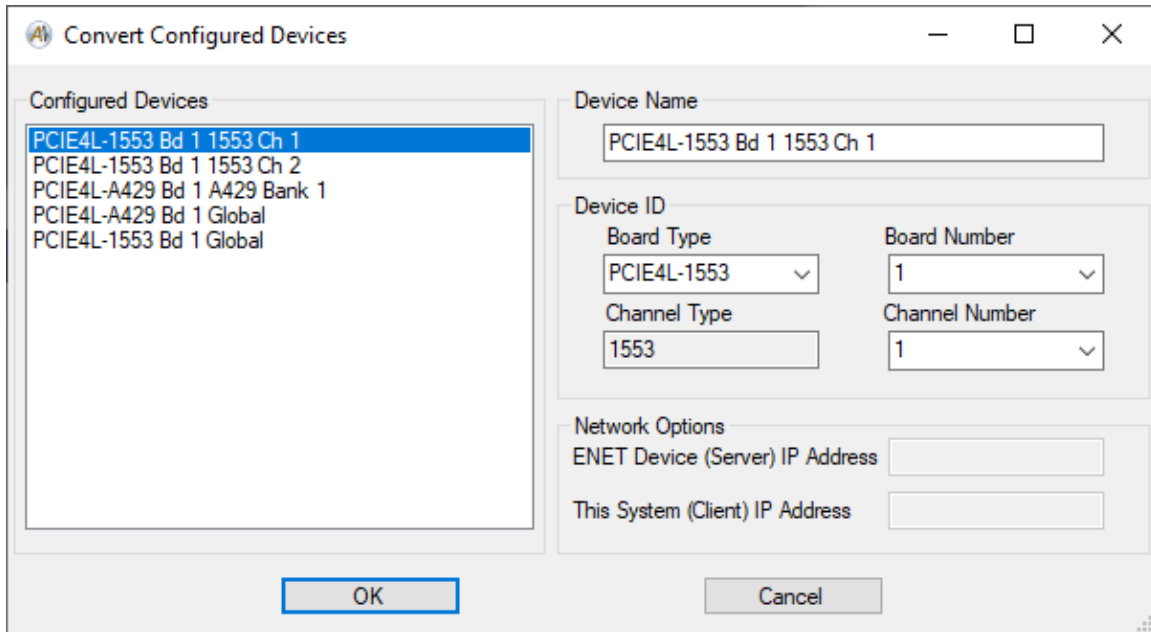 Convert Configured Devices
Configured Devices
PCIE4L-1553 Bd 1 1553 Ch 1
PCIE4L-1553 Bd 1 1553 Ch 2
PCIE4L-A429 Bd 1 A429 Bank 1
PCIE4L-A429 Bd 1 Global
PCIE4L-1553 Bd 1 Global
Device Name
PCIE4L-1553 Bd 1 1553 Ch 1
Device ID
Board Type Board Number
PCIE4L-1553 1
Channel Type Channel Number
1553 1
Network Options
ENET Device (Server) IP Address
This System (Client) IP Address
OK Cancel